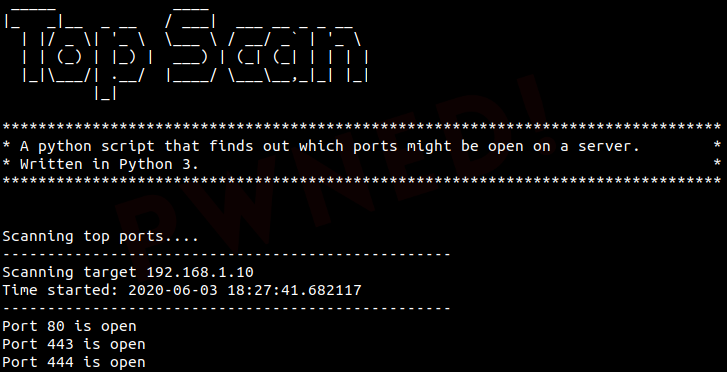 Top Scan
********************************************************************************
* A python script that finds out which ports might be open on a server.        *
* Written in Python 3.                                                         *
********************************************************************************
Scanning top ports....
--------------------------------------------------
Scanning target 192.168.1.10
Time started: 2020-06-03 18:27:41.682117
--------------------------------------------------
Port 80 is open
Port 443 is open
Port 444 is open
PWNED!